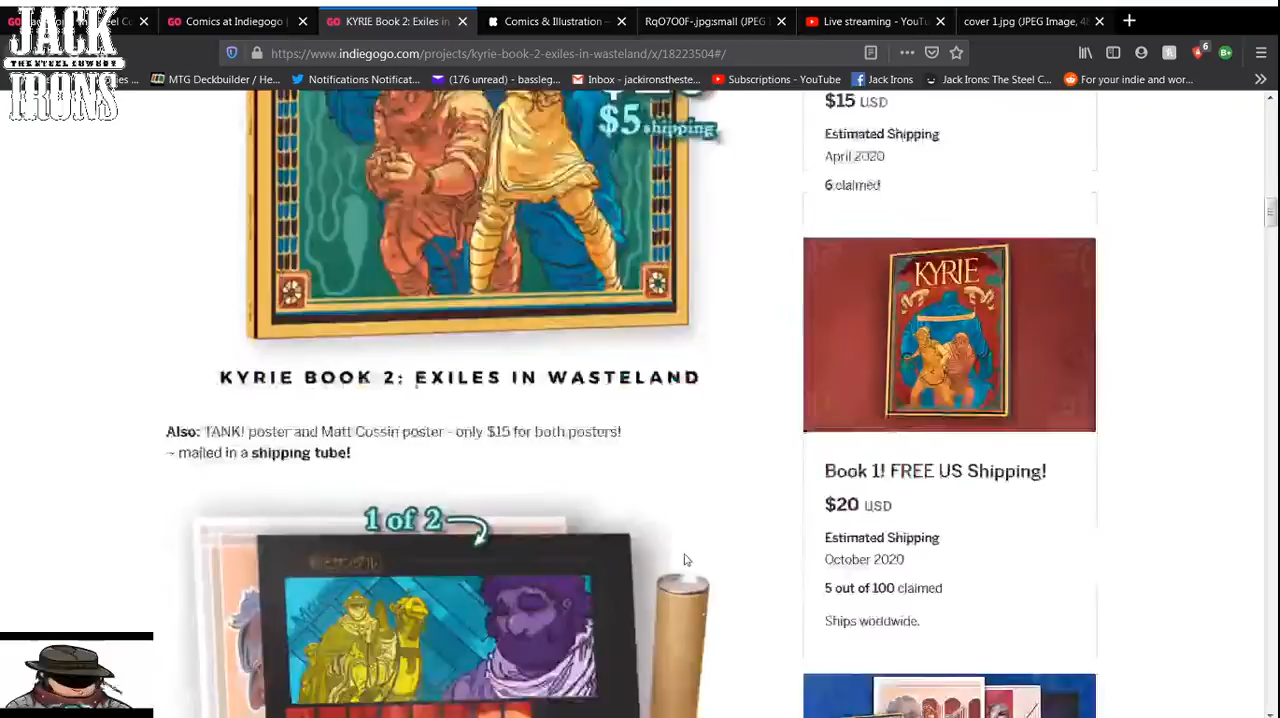 JACK
THE STEEL COWBOY
IRONS
Comics at Indiegogo
KYRIE Book 2: Exiles in
Comics & Illustration —
RqO7O0F-.jpg:small (JPEG
Live streaming - YouTu
cover 1.jpg (JPEG Image, 48
https://www.indiegogo.com/projects/kyrie-book-2-exiles-in-wasteland/x/18223504#/
6
MTG Deckbuilder / He...
Notifications Notificat...
(176 unread) - bassleg...
Inbox - jackironstheste...
Subscriptions - YouTube
Jack Irons
Jack Irons: The Steel C...
For your indie and wor...
$5 shipping
KYRIE BOOK 2: EXILES IN WASTELAND
Also: TANK! poster and Matt Cossin poster - only $15 for both posters!
~ mailed in a shipping tube!
1 of 2
$15 USD
Estimated Shipping
April 2020
6 claimed
KYRIE
Book 1! FREE US Shipping!
$20 USD
Estimated Shipping
October 2020
5 out of 100 claimed
Ships worldwide.